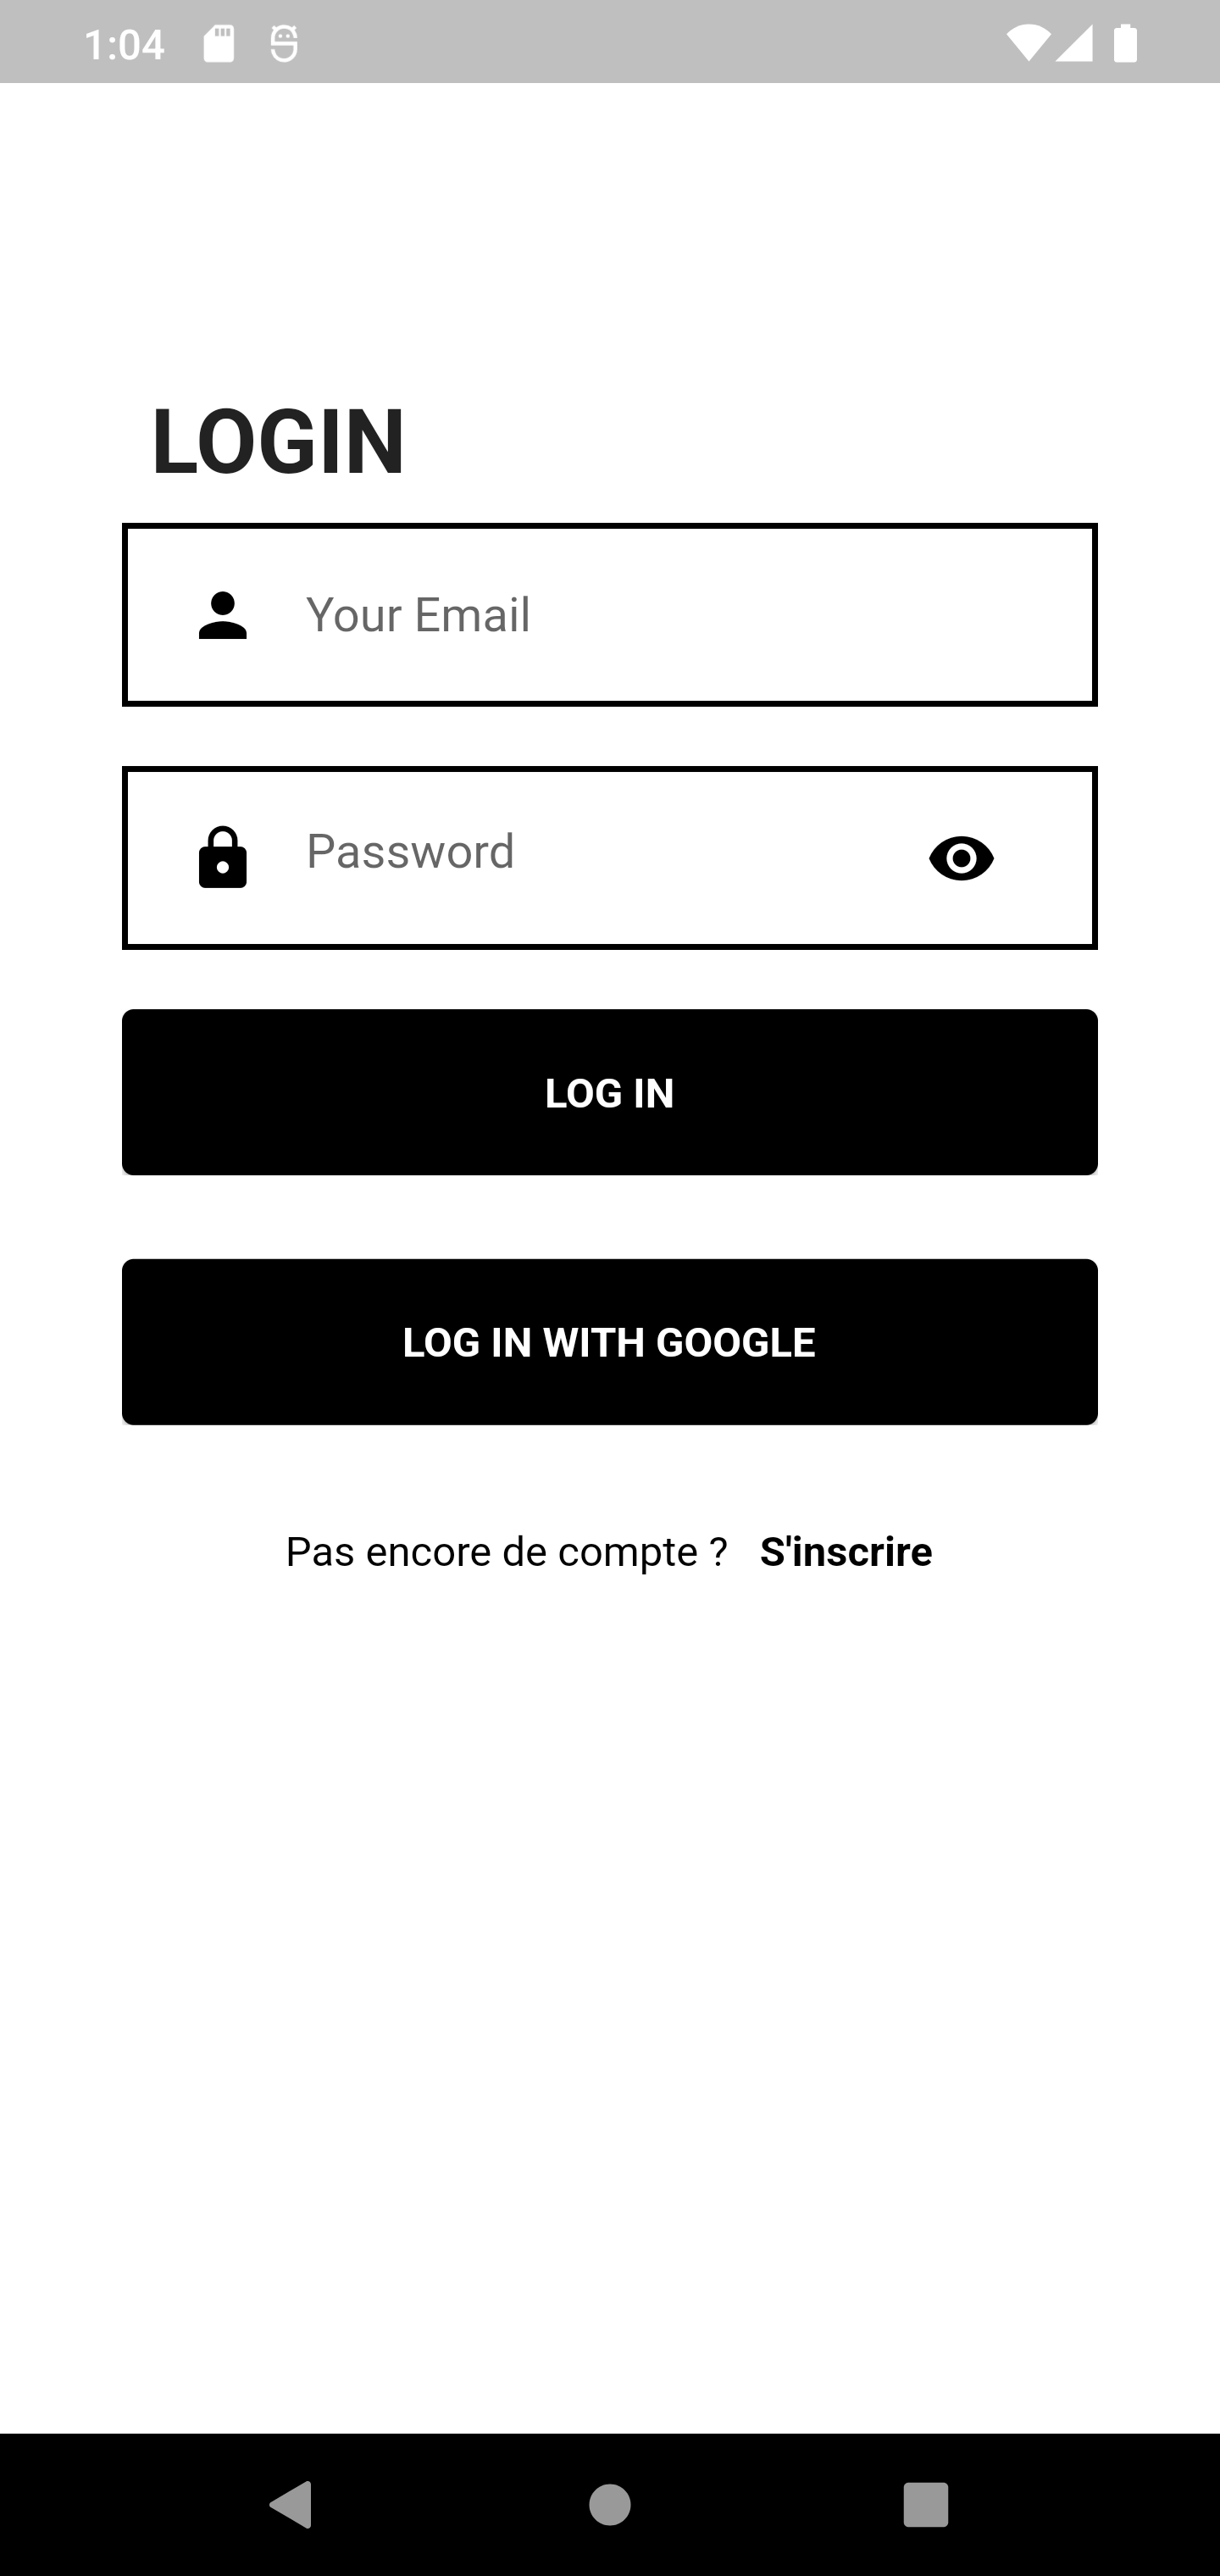 1:04
LOGIN
Your Email
Password
LOG IN
LOG IN WITH GOOGLE
Pas encore de compte ? S'inscrire